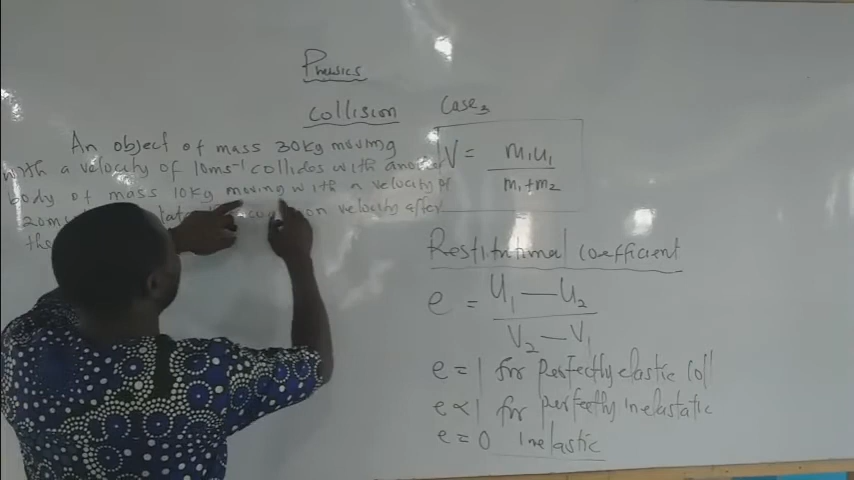 Physics
Collision
Case 3
An object of mass 30kg moving
with a velocity of 10ms⁻¹ collides with another
body of mass 10kg moving with a velocity of
20m
common velocity after
the
V = m₁u₁ / m₁+m₂
Restitutional coefficient
e = U₁ — U₂ / V₂ — V₁
e = 1 for perfectly elastic coll
e ∝ 1 for perfectly inelastatic
e = 0 inelastic